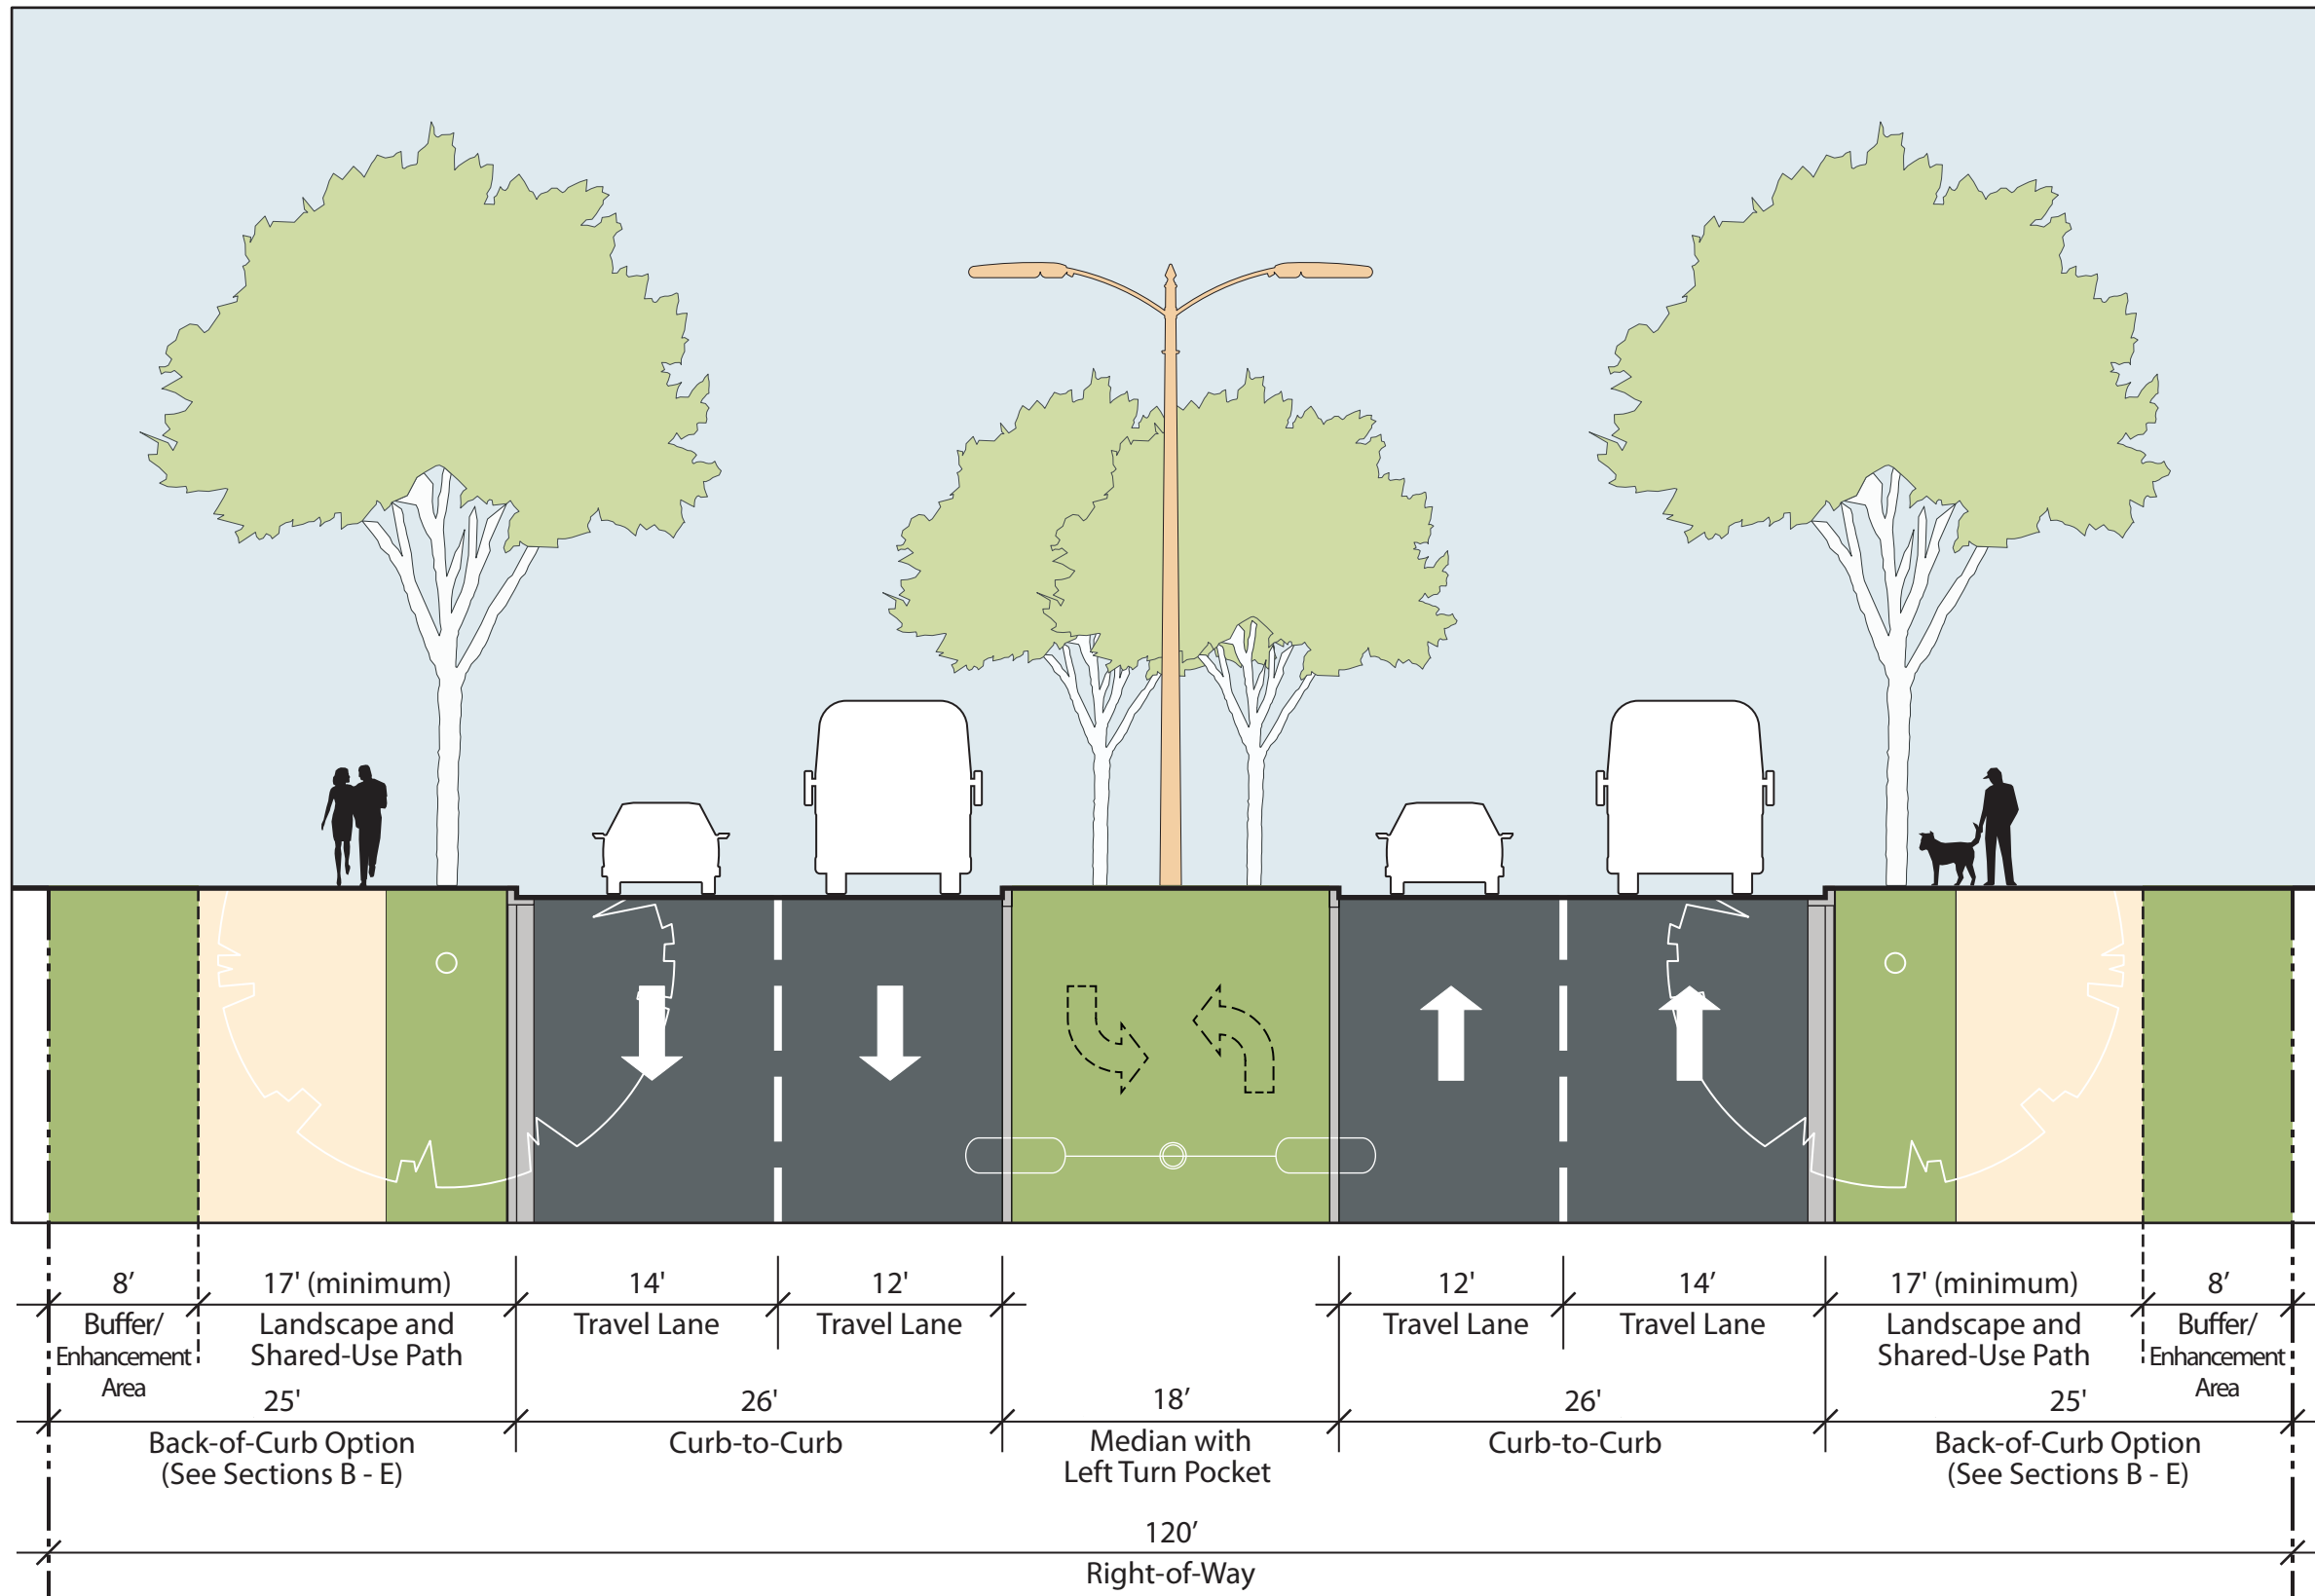 8’ 17' (minimum) 14' 12' 12' 14’ 17' (minimum) 8’
Buffer/
Enhancement
Area
Landscape and
Shared-Use Path
Travel Lane
Travel Lane
Travel Lane
Travel Lane
Landscape and
Shared-Use Path
Buffer/
Enhancement
Area
25' 26' 18’ 26' 25'
Back-of-Curb Option
(See Sections B - E)
Curb-to-Curb
Median with
Left Turn Pocket
Curb-to-Curb
Back-of-Curb Option
(See Sections B - E)
120’
Right-of-Way